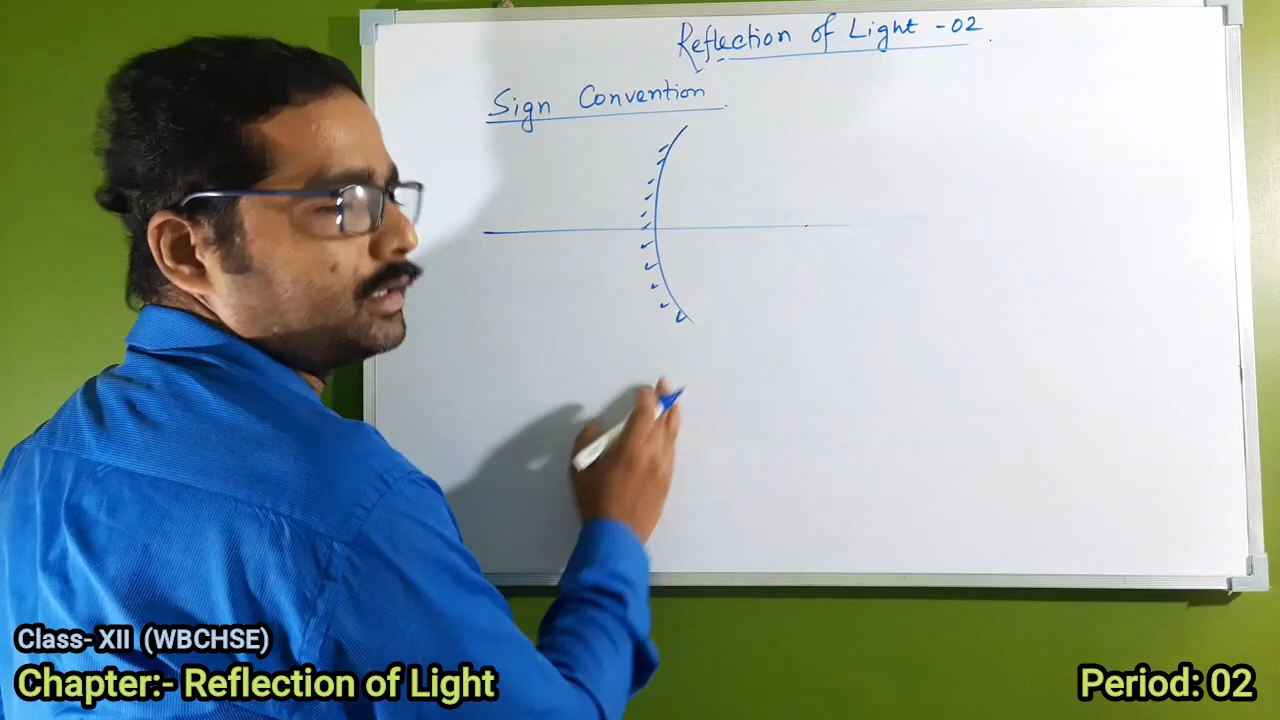 Reflection of Light -02.
Sign Convention.
Class- XII (WBCHSE)
Chapter:- Reflection of Light
Period: 02